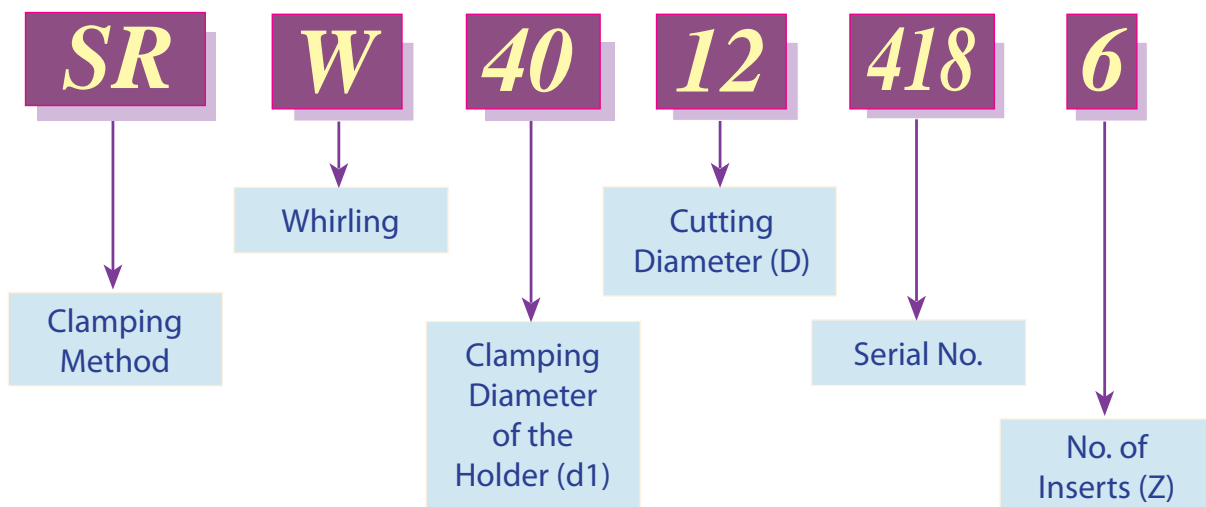 SR W 40 12 418 6
Whirling
Cutting
Diameter (D)
Clamping
Method
Clamping
Diameter
of the
Holder (d1)
Serial No.
No. of
Inserts (Z)